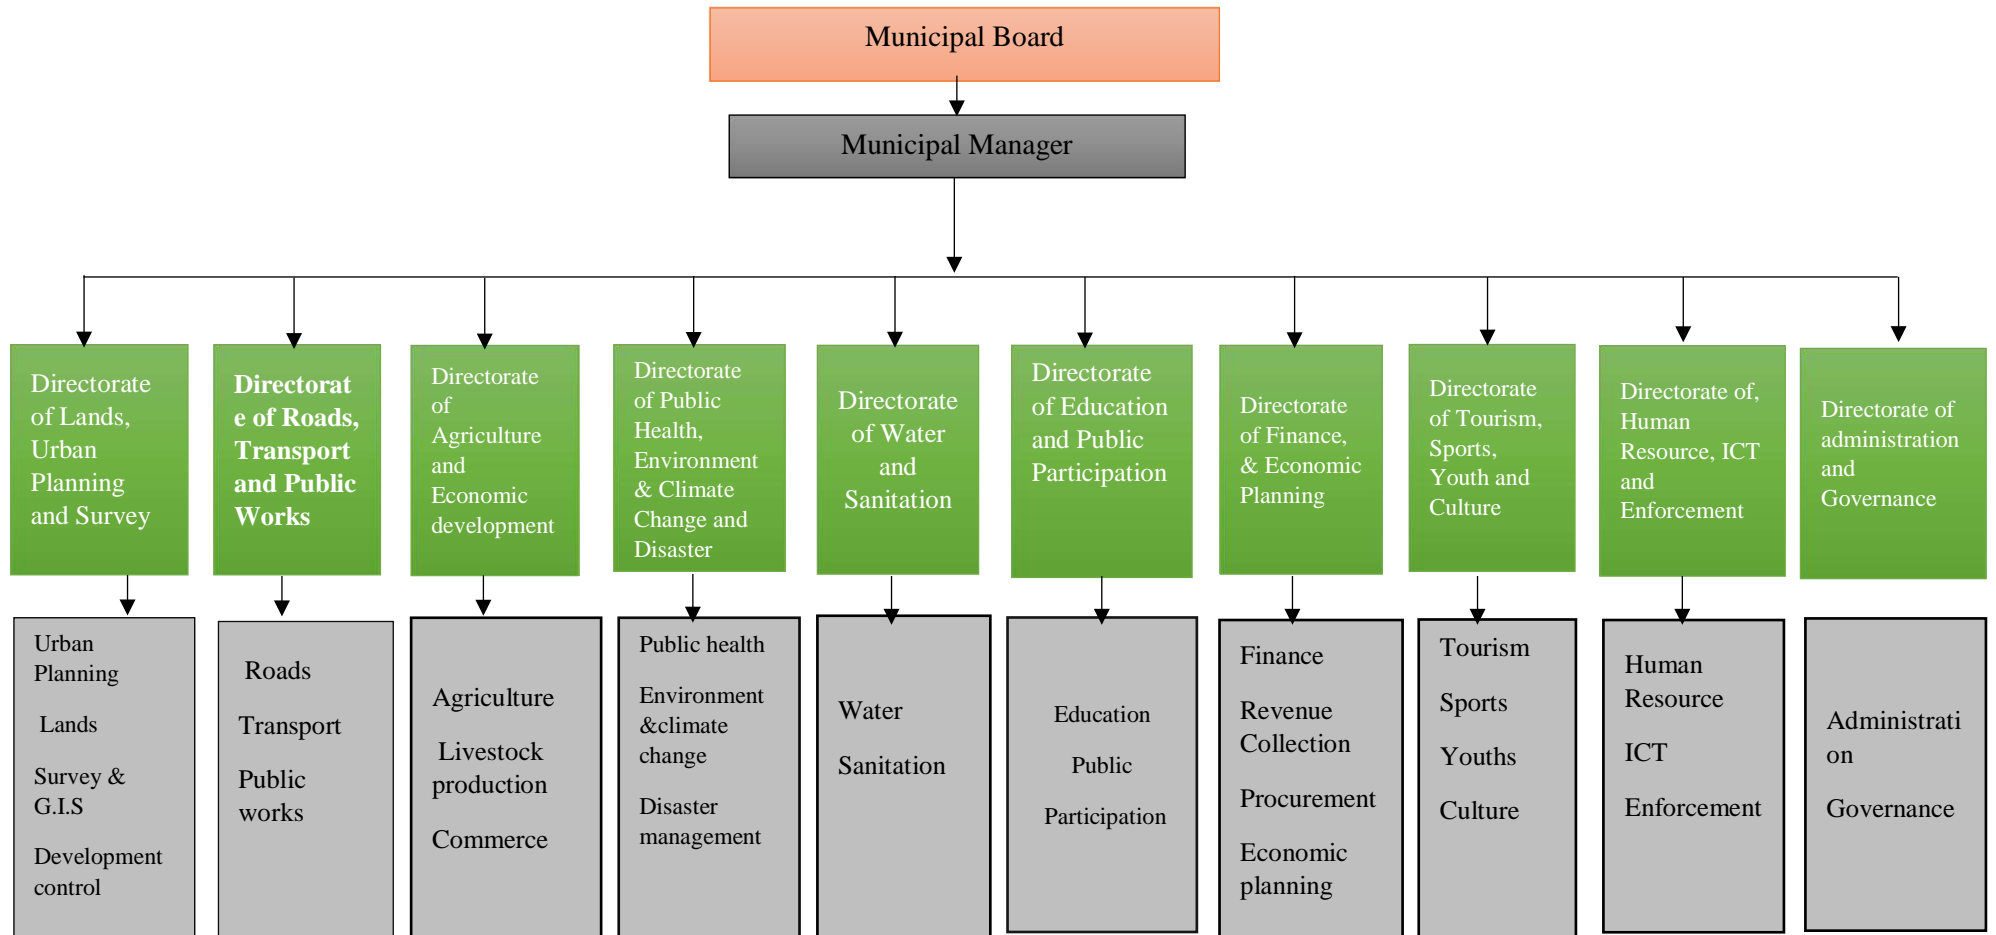 Municipal Board
Municipal Manager
Directorate
of Lands,
Urban
Planning
and Survey
Directorat
e of Roads,
Transport
and Public
Works
Directorate
of
Agriculture
and
Economic
development
Directorate
of Public
Health,
Environment
& Climate
Change and
Disaster
Directorate
of Water
and
Sanitation
Directorate
of Education
and Public
Participation
Directorate
of Finance,
& Economic
Planning
Directorate
of Tourism,
Sports,
Youth and
Culture
Directorate of,
Human
Resource, ICT
and
Enforcement
Directorate of
administration
and
Governance
Urban
Planning
Lands
Survey &
G.I.S
Development
control
Roads
Transport
Public
works
Agriculture
Livestock
production
Commerce
Public health
Environment
&climate
change
Disaster
management
Water
Sanitation
Education
Public
Participation
Finance
Revenue
Collection
Procurement
Economic
planning
Tourism
Sports
Youths
Culture
Human
Resource
ICT
Enforcement
Administrati
on
Governance